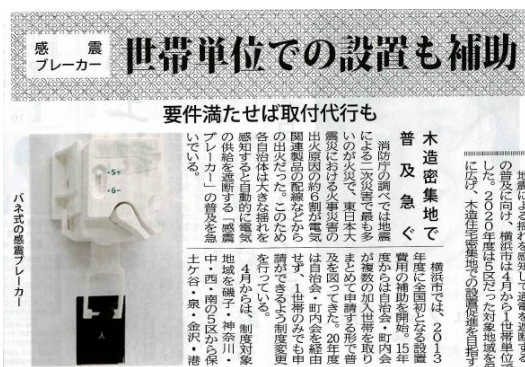 感震
ブレーカー
世帯単位での設置も補助
要件満たせば取付代行も
地震による揺れを感知して電気を遮断する
の普及に向け、横浜市は4月から1世帯単位で
した。2020年度は5区だった対象地域を
に広げ、木造住宅密集地での設置促進を目指す
木造密集地で
普及急ぐ
消防庁の調べでは地震
による二次災害で最も多
いのが火災で、東日本大
震災における火事災害の
出火原因の約6割が電気
関連製品の配線などから
の出火だった。このため
各自治体は大きな揺れを
感知すると自動的に電気
の供給を遮断する「感震
ブレーカー」の普及を急
いでいる。
横浜市では、2013
年度に全国初となる設置
費用の補助を開始。15年
度からは自治会・町内会
が複数の加入世帯を取り
まとめて申請する形で普
及を図ってきた。20年度
は自治会・町内会を経由
せず、1世帯のみでも申
請ができるよう制度変更
を行っている。
4月からは、制度対象
地域を磯子・神奈川・
中・西・南の5区から保
土ケ谷・泉・金沢・港
•5+
•6-
バネ式の感震ブレーカー